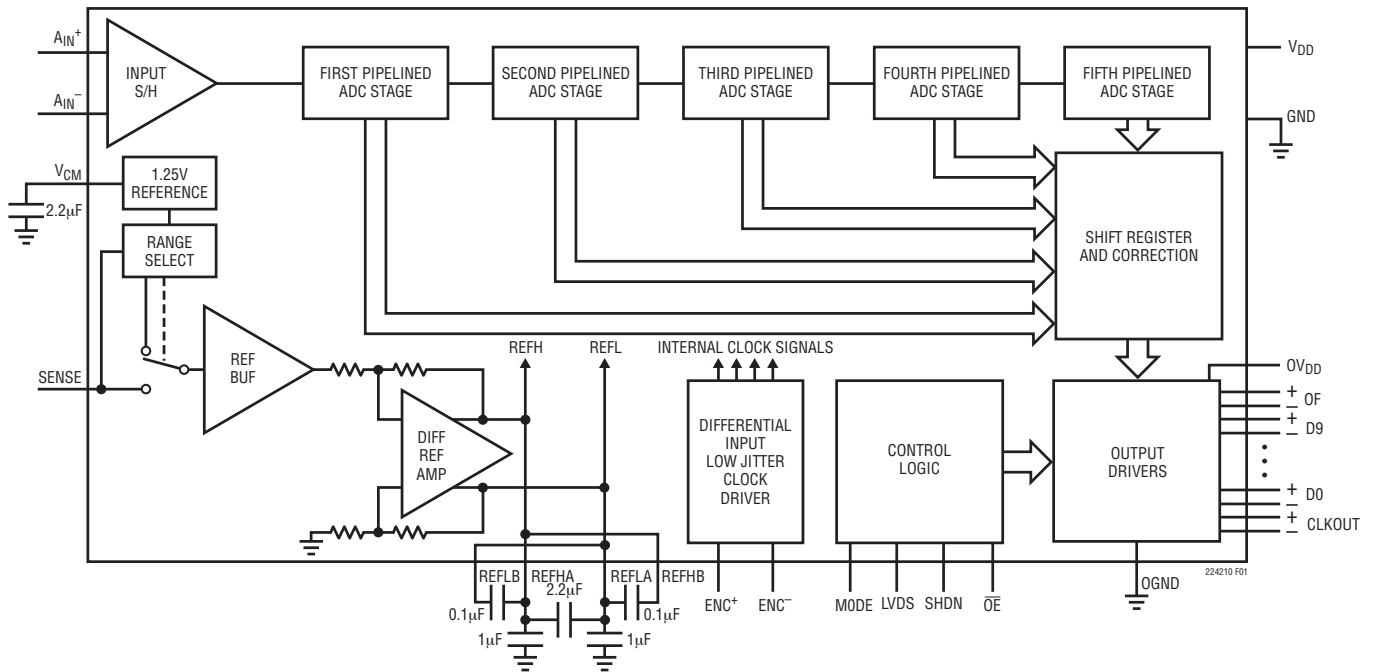 AIN+
INPUT
S/H
AIN−
FIRST PIPELINED
ADC STAGE
SECOND PIPELINED
ADC STAGE
THIRD PIPELINED
ADC STAGE
FOURTH PIPELINED
ADC STAGE
FIFTH PIPELINED
ADC STAGE
VDD
GND
VCM
2.2µF
1.25V
REFERENCE
RANGE
SELECT
SHIFT REGISTER
AND CORRECTION
SENSE
REF
BUF
DIFF
REF
AMP
REFH
REFL
INTERNAL CLOCK SIGNALS
DIFFERENTIAL
INPUT
LOW JITTER
CLOCK
DRIVER
CONTROL
LOGIC
OUTPUT
DRIVERS
OVDD
+
− OF
+
− D9
+
− D0
+
− CLKOUT
OGND
224210 F01
REFLB
REFHA
REFLA
REFHB
2.2µF
0.1µF
0.1µF
1µF
1µF
ENC+
ENC−
MODE
LVDS
SHDN
O̅E̅